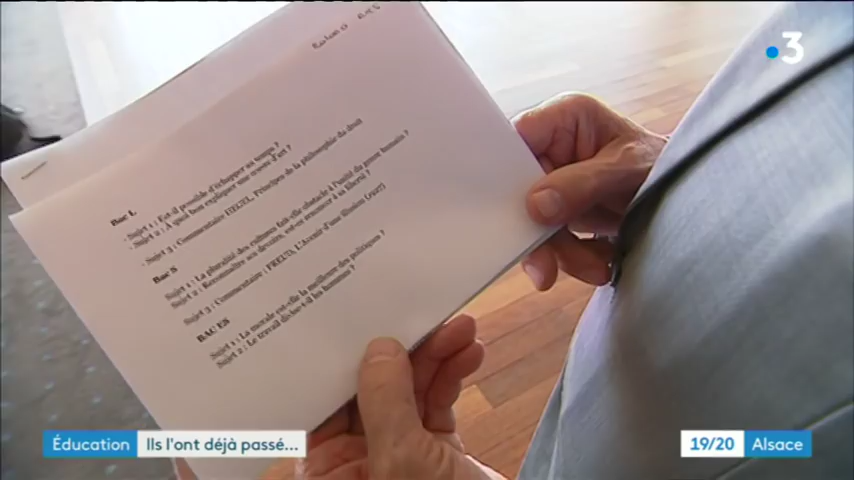 3
Bac L
- Sujet 1 : Est-il possible d'échapper au temps ?
- Sujet 2 : A quoi bon expliquer une œuvre d'art ?
- Sujet 3 : Commentaire HEGEL, Principes de la philosophie du droit
Bac S
Sujet 1 : La pluralité des cultures fait-elle obstacle à l'unité du genre humain ?
Sujet 2 : Reconnaître ses devoirs, est-ce renoncer à sa liberté ?
Sujet 3 : Commentaire : FREUD, L'Avenir d'une illusion (1927)
BAC ES
Sujet 1 : La morale est-elle la meilleure des politiques ?
Sujet 2 : Le travail divise-t-il les hommes ?
Éducation Ils l'ont déjà passé...
19/20 Alsace